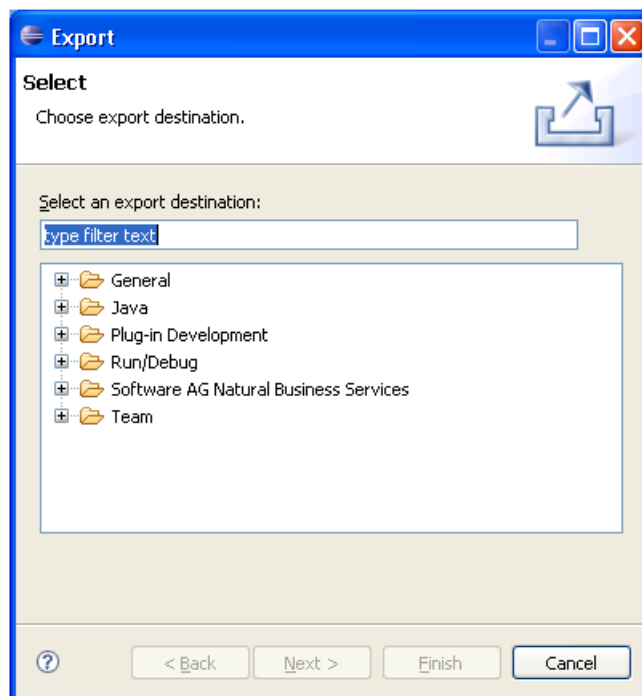 Export
Select
Choose export destination.
Select an export destination:
type filter text
General
Java
Plug-in Development
Run/Debug
Software AG Natural Business Services
Team
< Back
Next >
Finish
Cancel